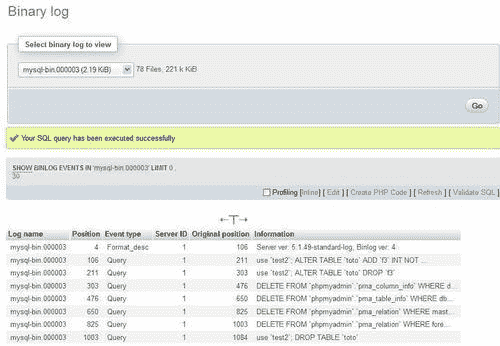 Binary log
Select binary log to view
mysql-bin.000003 (2.19 KiB) 78 Files, 221 k KiB
Go
Your SQL query has been executed successfully
SHOW BINLOG EVENTS IN 'mysql-bin.000003' LIMIT 0 ,
30
Profiling [Inline] [ Edit ] [ Create PHP Code ] [ Refresh ] [ Validate SQL ]
←T→
Log name Position Event type Server ID Original position Information
mysql-bin.000003 4 Format_desc 1 106 Server ver: 5.1.49-standard-log, Binlog ver: 4
mysql-bin.000003 106 Query 1 211 use `test2`; ALTER TABLE `toto` ADD `f3` INT NOT ...
mysql-bin.000003 211 Query 1 303 use `test2`; ALTER TABLE `toto` DROP `f3`
mysql-bin.000003 303 Query 1 476 DELETE FROM `phpmyadmin`.`pma_column_info` WHERE d...
mysql-bin.000003 476 Query 1 650 DELETE FROM `phpmyadmin`.`pma_table_info` WHERE db...
mysql-bin.000003 650 Query 1 825 DELETE FROM `phpmyadmin`.`pma_relation` WHERE mast...
mysql-bin.000003 825 Query 1 1003 DELETE FROM `phpmyadmin`.`pma_relation` WHERE fore...
mysql-bin.000003 1003 Query 1 1084 use `test2`; DROP TABLE `toto`